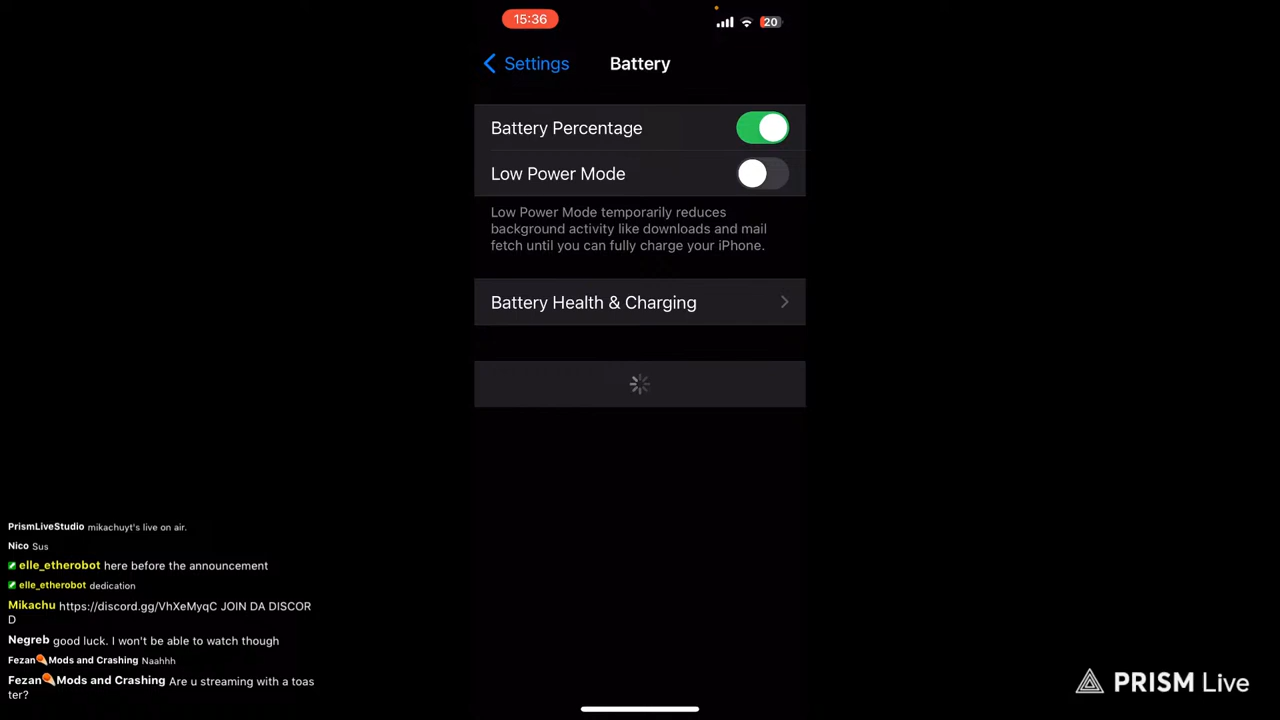 15:36
20
Settings
Battery
Battery Percentage
Low Power Mode
Low Power Mode temporarily reduces
background activity like downloads and mail
fetch until you can fully charge your iPhone.
Battery Health & Charging
PrismLiveStudio mikachuyt's live on air.
Nico Sus
elle_etherobot here before the announcement
elle_etherobot dedication
Mikachu https://discord.gg/VhXeMyqC JOIN DA DISCOR
D
Negreb good luck. I won't be able to watch though
Fezan Mods and Crashing Naahhh
Fezan Mods and Crashing Are u streaming with a toas
ter?
PRISM Live